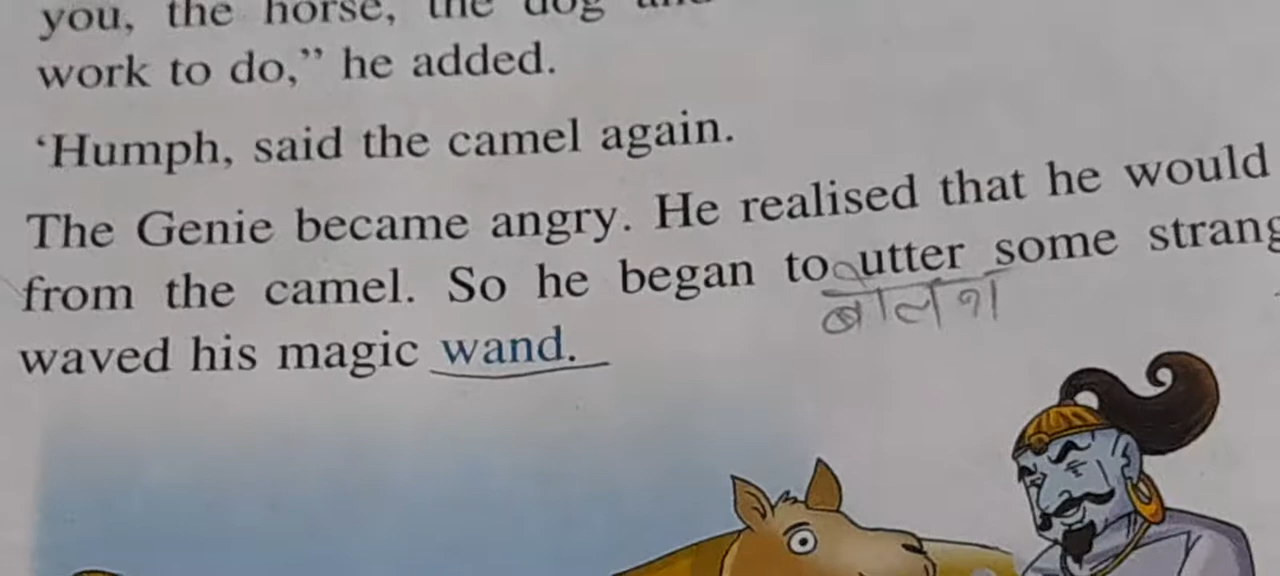 you, the horse, the dog and
work to do,” he added.
‘Humph, said the camel again.
The Genie became angry. He realised that he would
from the camel. So he began to utter some strang
बोलना
waved his magic wand.